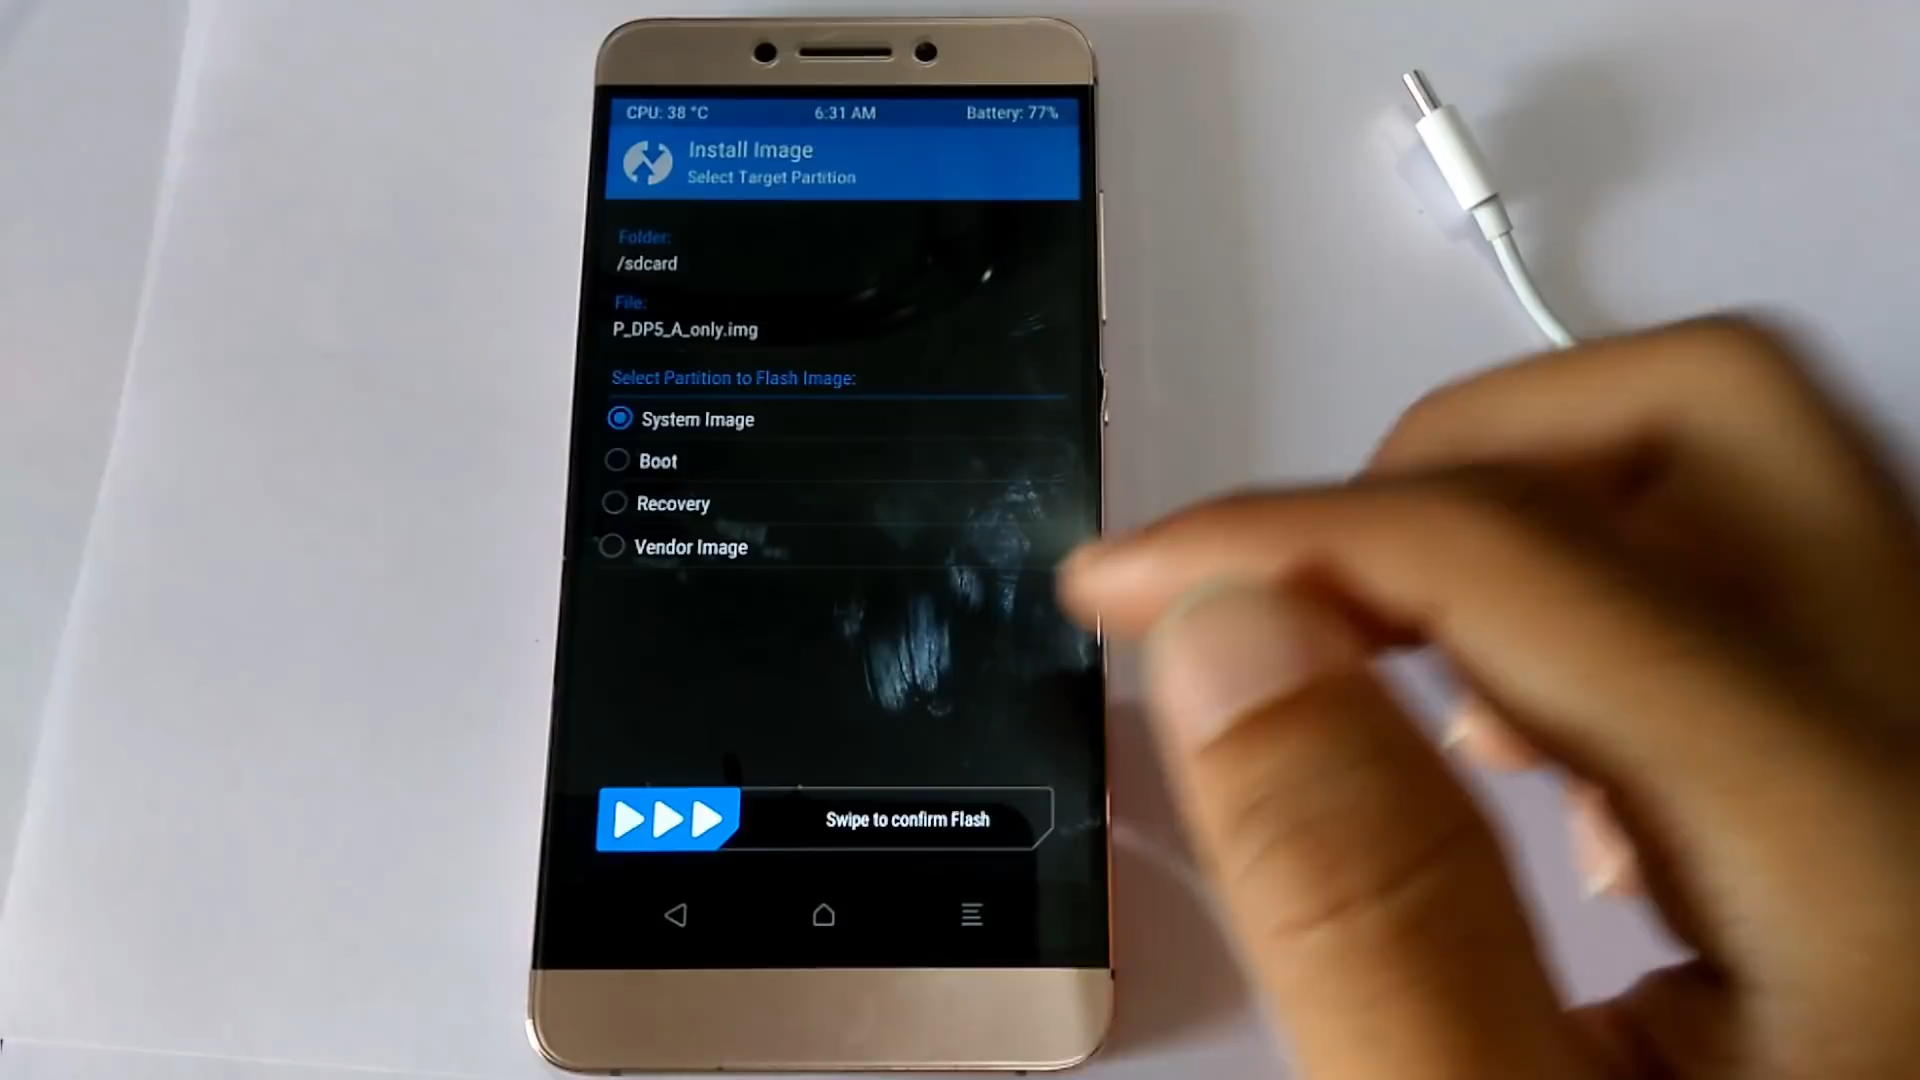 CPU: 38 °C 6:31 AM Battery: 77%
Install Image
Select Target Partition
Folder:
/sdcard
File:
P_DP5_A_only.img
Select Partition to Flash Image:
System Image
Boot
Recovery
Vendor Image
Swipe to confirm Flash